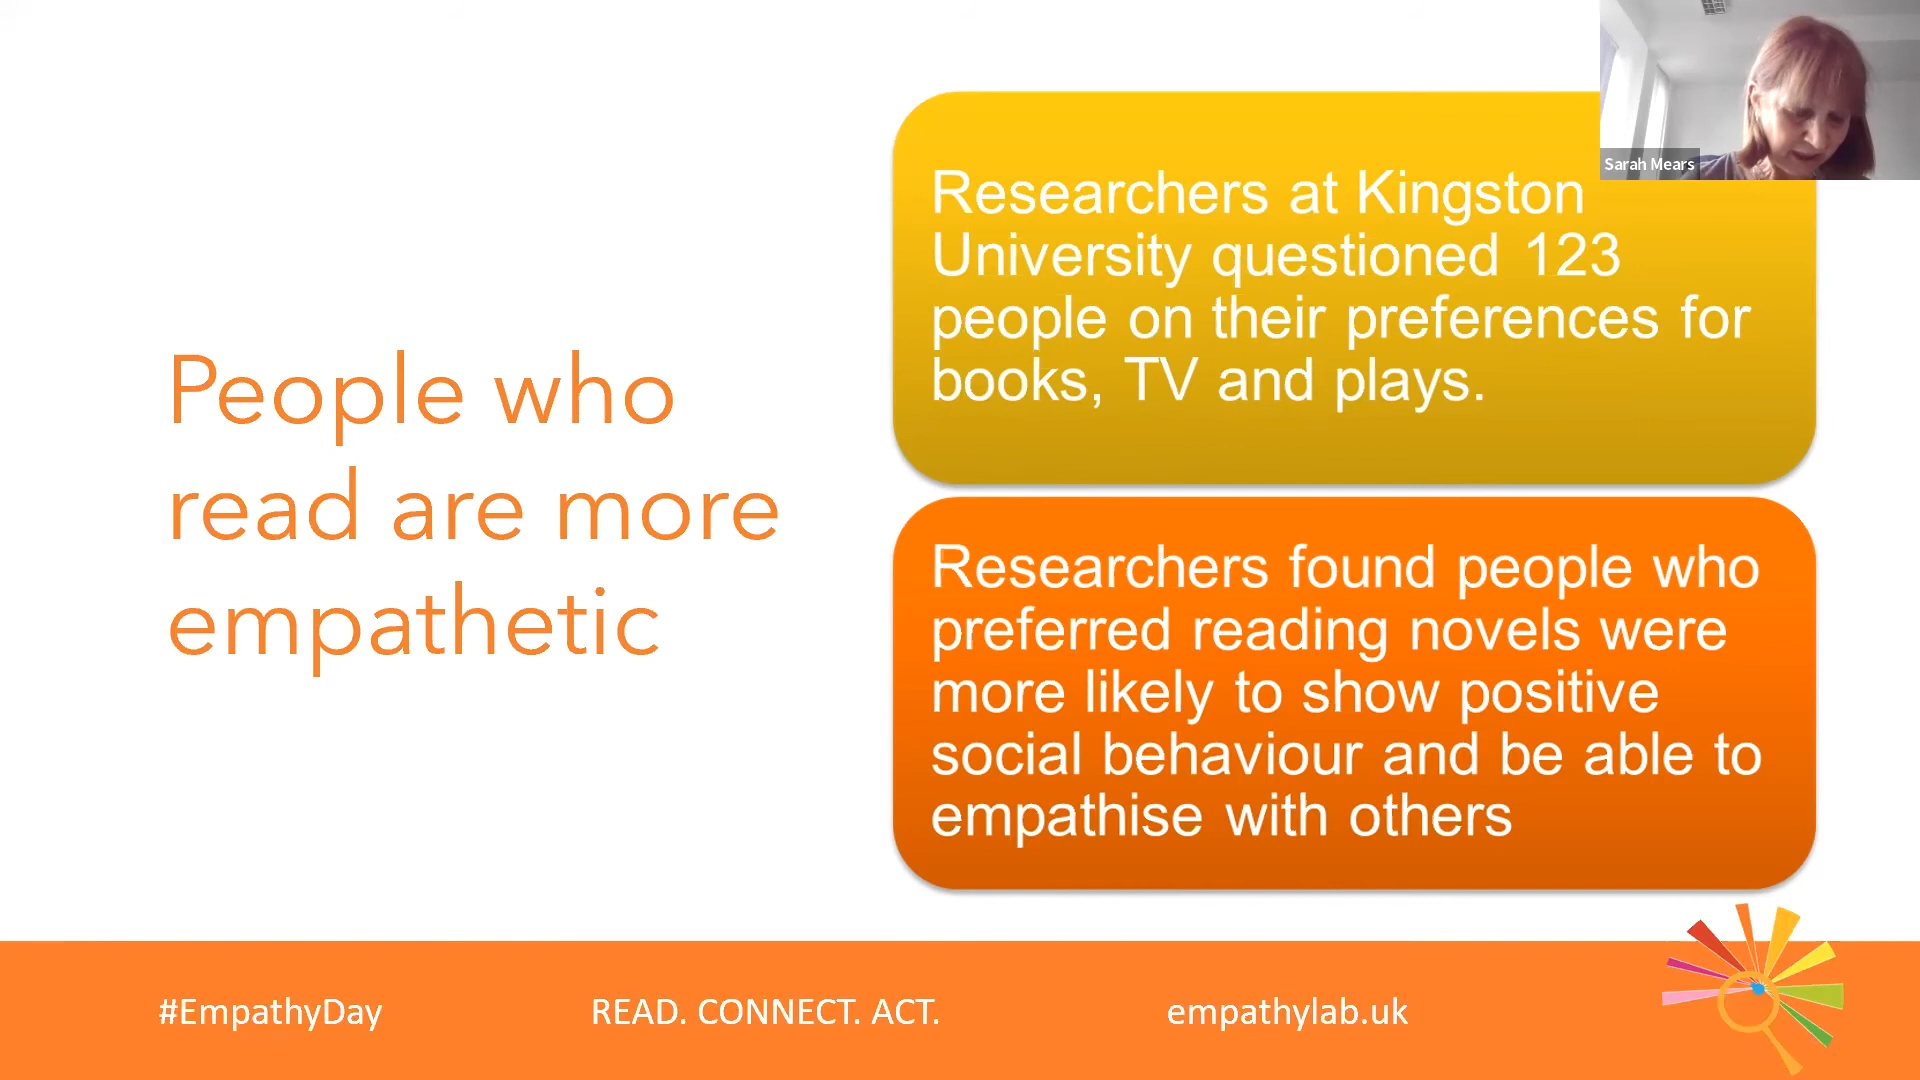 Sarah Mears
People who
read are more
empathetic
Researchers at Kingston
University questioned 123
people on their preferences for
books, TV and plays.
Researchers found people who
preferred reading novels were
more likely to show positive
social behaviour and be able to
empathise with others
#EmpathyDay
READ. CONNECT. ACT.
empathylab.uk